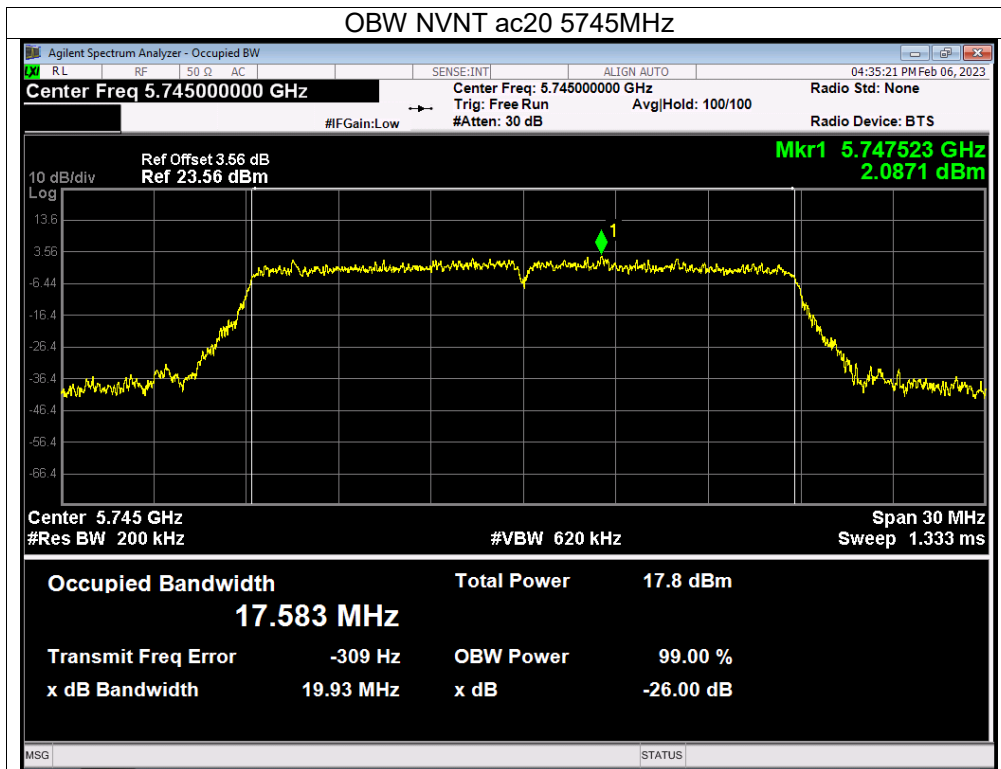 OBW NVNT ac20 5745MHz
Agilent Spectrum Analyzer - Occupied BW
LXI RL RF 50 Ω AC SENSE:INT ALIGN AUTO 04:35:21 PM Feb 06, 2023
Center Freq 5.745000000 GHz Center Freq: 5.745000000 GHz Radio Std: None
Trig: Free Run Avg|Hold: 100/100
#IFGain:Low #Atten: 30 dB Radio Device: BTS
Mkr1 5.747523 GHz
Ref Offset 3.56 dB
10 dB/div Ref 23.56 dBm 2.0871 dBm
Log
13.6
1
3.56
-6.44
-16.4
-26.4
-36.4
-46.4
-56.4
-66.4
Center 5.745 GHz Span 30 MHz
#Res BW 200 kHz #VBW 620 kHz Sweep 1.333 ms
Occupied Bandwidth Total Power 17.8 dBm
17.583 MHz
Transmit Freq Error -309 Hz OBW Power 99.00 %
x dB Bandwidth 19.93 MHz x dB -26.00 dB
MSG STATUS